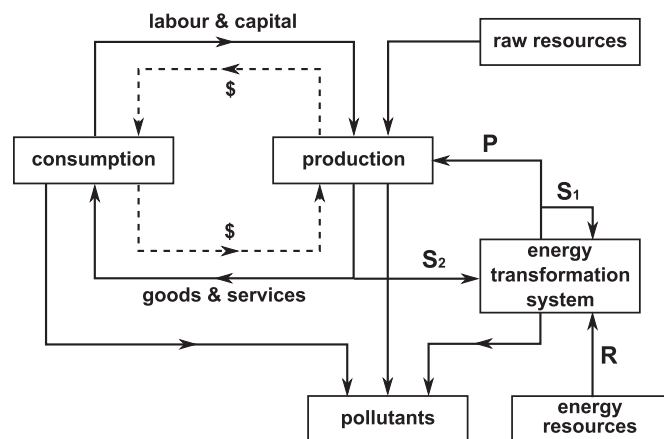 labour & capital
raw resources
$
P
consumption
production
S1
$
energy
transformation
system
S2
goods & services
R
pollutants
energy
resources